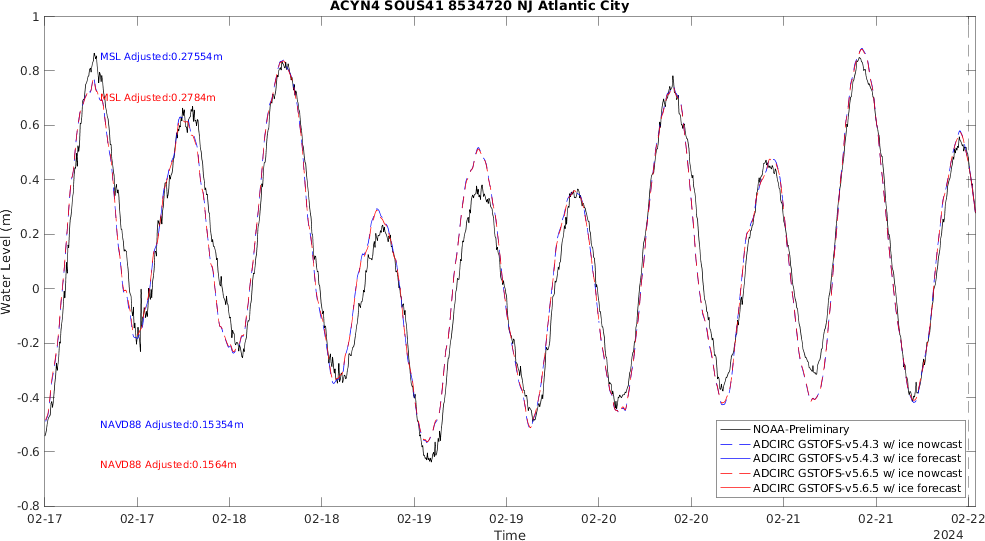 ACYN4 SOUS41 8534720 NJ Atlantic City
1
0.8
0.6
0.4
0.2
0
-0.2
-0.4
-0.6
-0.8
Water Level (m)
MSL Adjusted:0.27554m
MSL Adjusted:0.2784m
NAVD88 Adjusted:0.15354m
NAVD88 Adjusted:0.1564m
NOAA-Preliminary
ADCIRC GSTOFS-v5.4.3 w/ ice nowcast
ADCIRC GSTOFS-v5.4.3 w/ ice forecast
ADCIRC GSTOFS-v5.6.5 w/ ice nowcast
ADCIRC GSTOFS-v5.6.5 w/ ice forecast
02-17 02-17 02-18 02-18 02-19 02-19 02-20 02-20 02-21 02-21 02-22
Time
2024